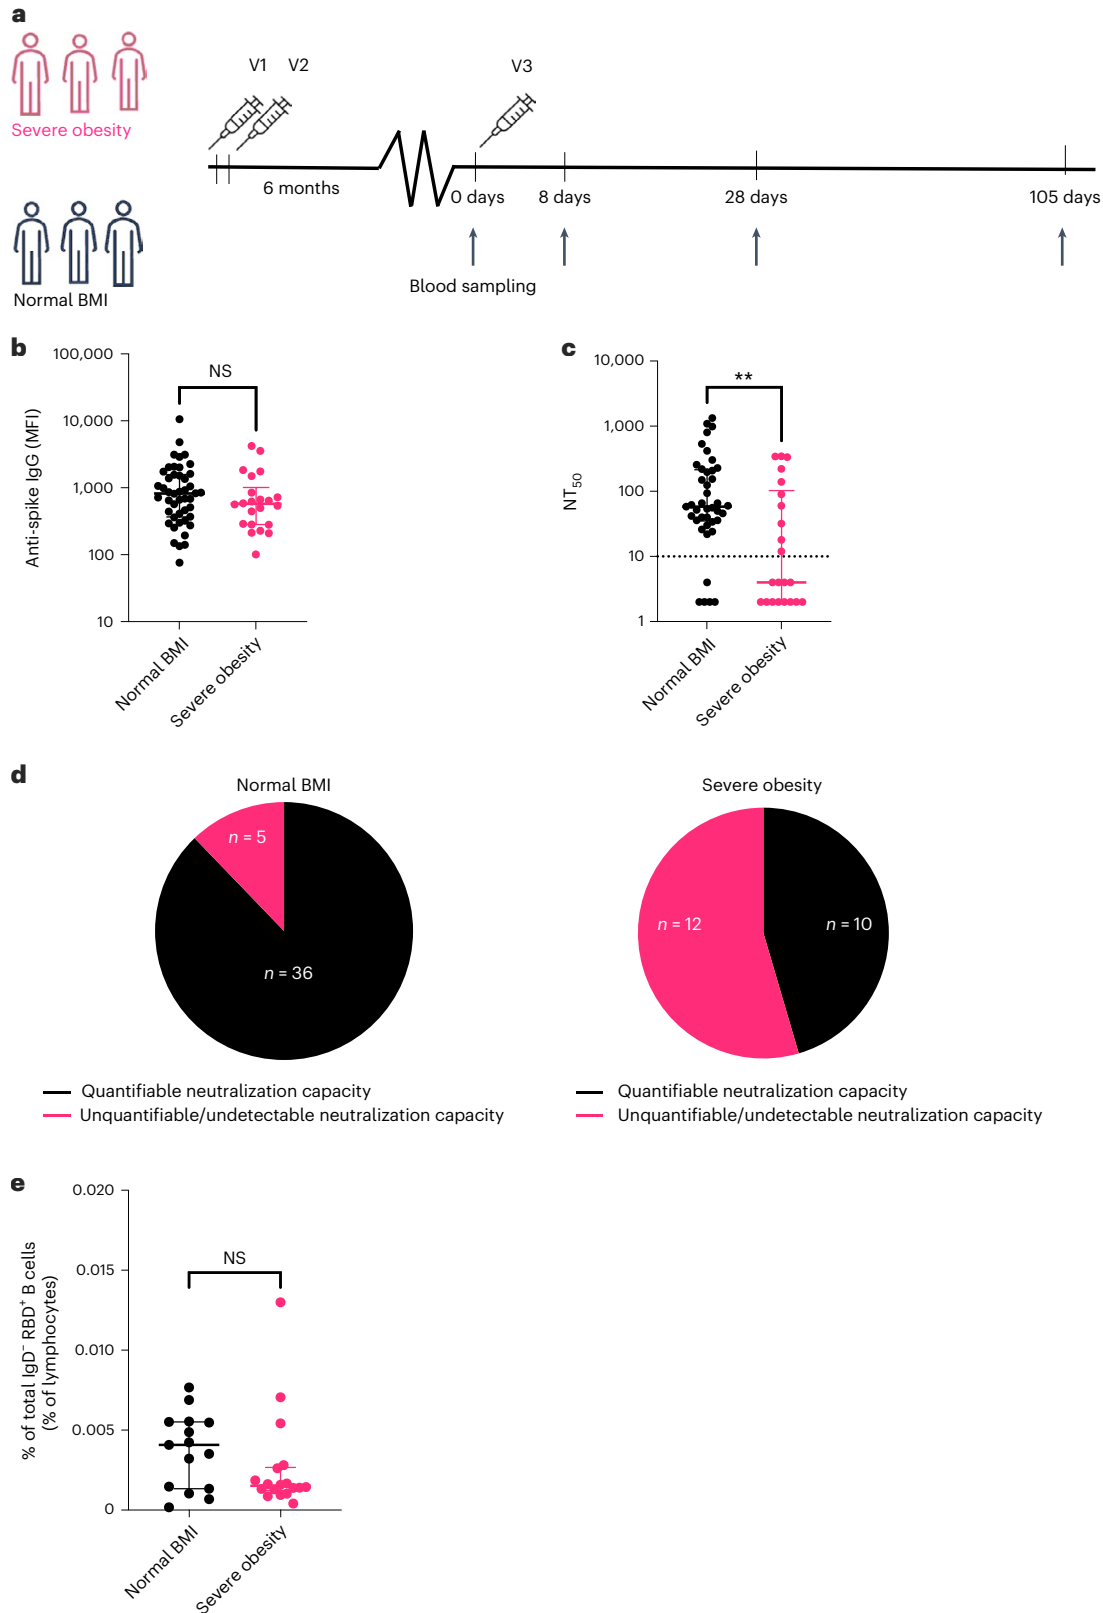 a
V1 V2 V3
Severe obesity
6 months
0 days 8 days 28 days 105 days
Blood sampling
Normal BMI
b
Anti-spike IgG (MFI)
100,000
10,000
1,000
100
10
NS
Normal BMI
Severe obesity
c
NT50
10,000
1,000
100
10
1
**
Normal BMI
Severe obesity
d
Normal BMI
n = 5
n = 36
Quantifiable neutralization capacity
Unquantifiable/undetectable neutralization capacity
Severe obesity
n = 12
n = 10
Quantifiable neutralization capacity
Unquantifiable/undetectable neutralization capacity
e
% of total IgD⁻ RBD⁺ B cells
(% of lymphocytes)
0.020
0.015
0.010
0.005
0
NS
Normal BMI
Severe obesity